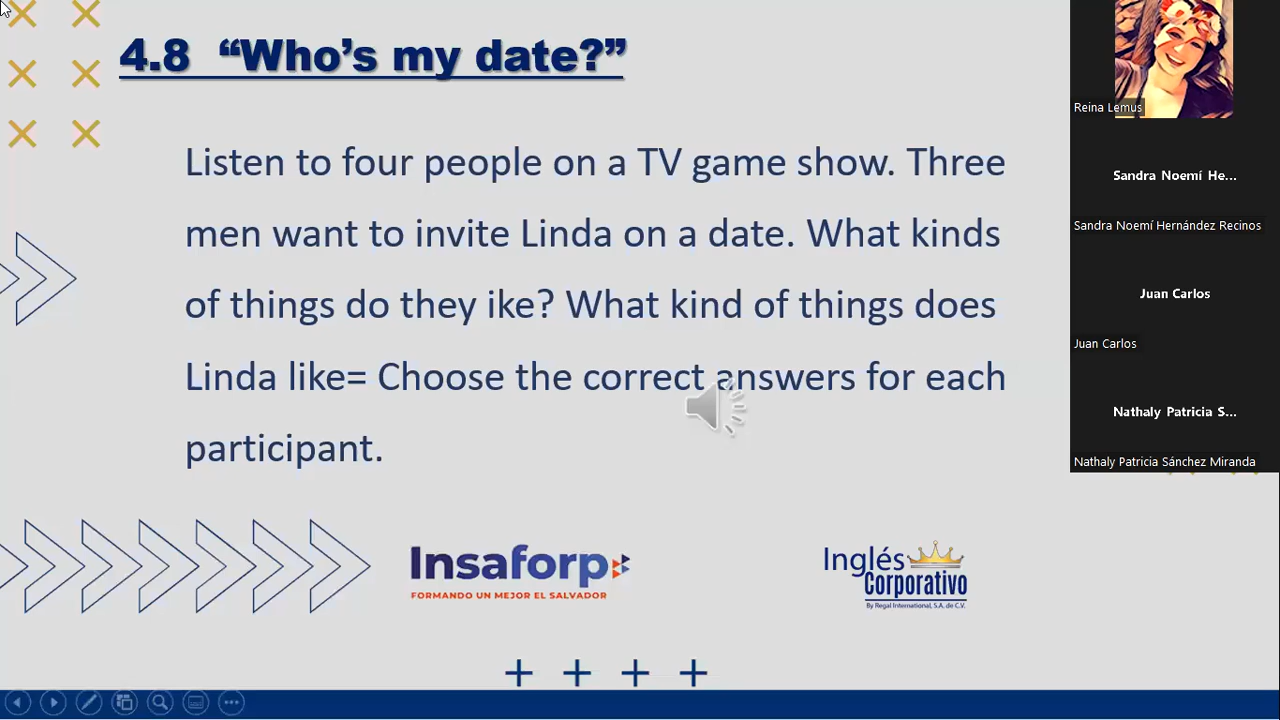 4.8 “Who’s my date?”
Listen to four people on a TV game show. Three
men want to invite Linda on a date. What kinds
of things do they ike? What kind of things does
Linda like= Choose the correct answers for each
participant.
Insaforp
FORMANDO UN MEJOR EL SALVADOR
Inglés
Corporativo
By Regal International, S.A. de C.V.
Reina Lemus
Sandra Noemí He...
Sandra Noemí Hernández Recinos
Juan Carlos
Juan Carlos
Nathaly Patricia S...
Nathaly Patricia Sánchez Miranda